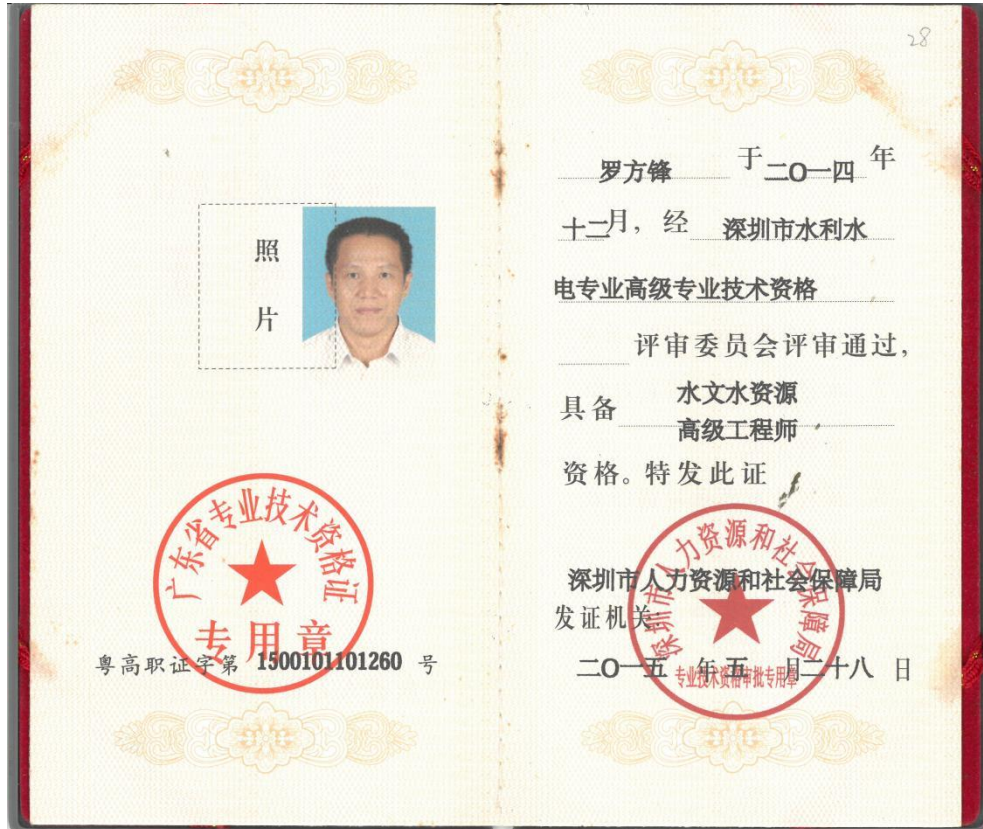 照
片
广东省专业技术资格证
专用章
粤高职证字第 1500101101260 号
28
罗方锋 于二〇一四年
十二月，经 深圳市水利水
电专业高级专业技术资格
评审委员会评审通过，
具备 水文水资源
高级工程师
资格。特发此证
深圳市人力资源和社会保障局
深圳市人力资源和社会保障局
发证机关：
专业技术资格审批专用章
二〇一五 年 五 月二十八 日